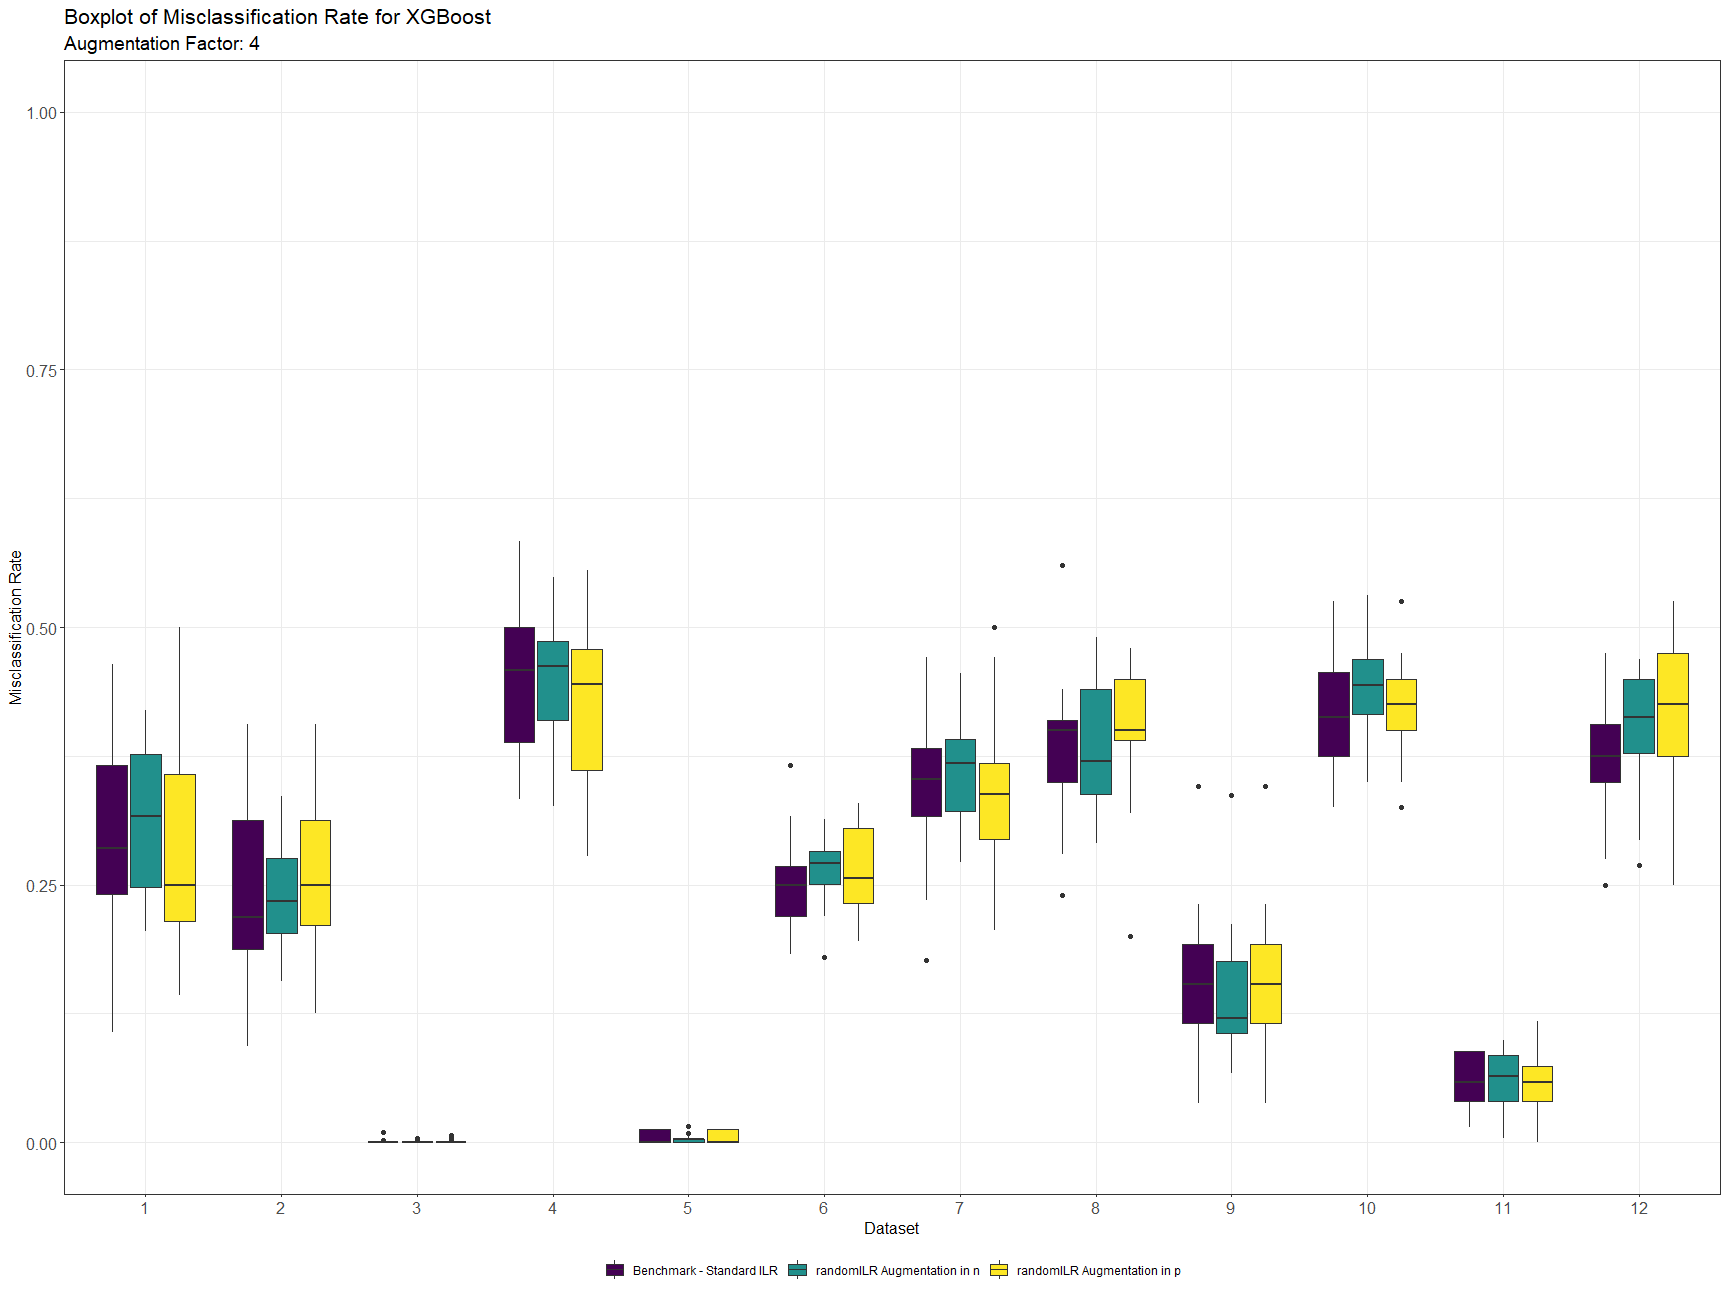 Boxplot of Misclassification Rate for XGBoost
Augmentation Factor: 4
Misclassification Rate
1.00
0.75
0.50
0.25
0.00
1 2 3 4 5 6 7 8 9 10 11 12
Dataset
Benchmark - Standard ILR randomILR Augmentation in n randomILR Augmentation in p